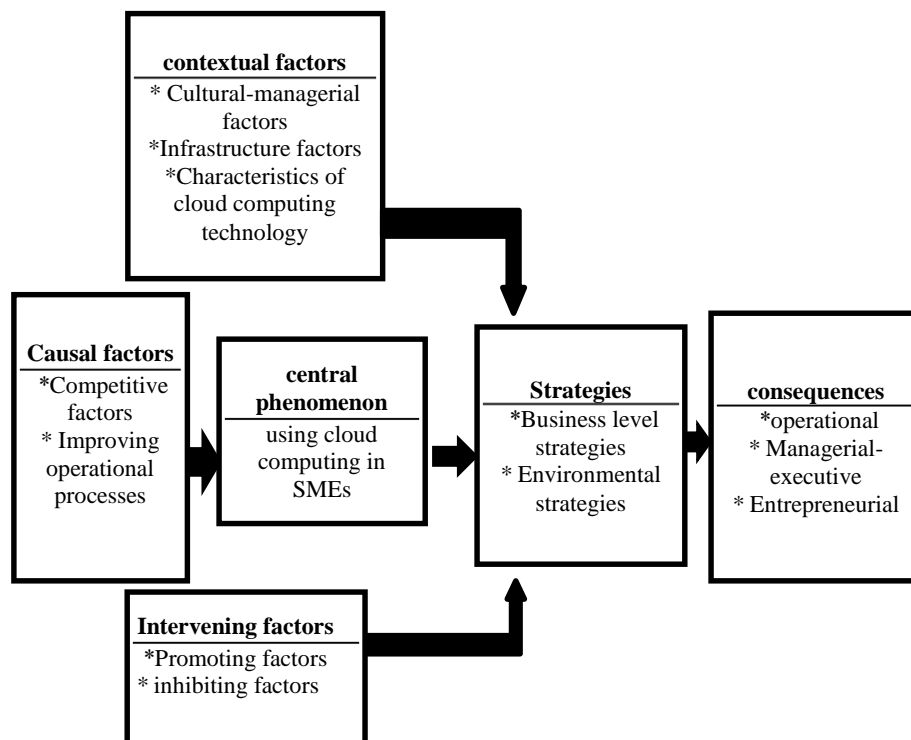 contextual factors
* Cultural-managerial
factors
*Infrastructure factors
*Characteristics of
cloud computing
technology
Causal factors
*Competitive
factors
* Improving
operational
processes
central
phenomenon
using cloud
computing in
SMEs
Strategies
*Business level
strategies
* Environmental
strategies
consequences
*operational
* Managerial-
executive
* Entrepreneurial
Intervening factors
*Promoting factors
* inhibiting factors